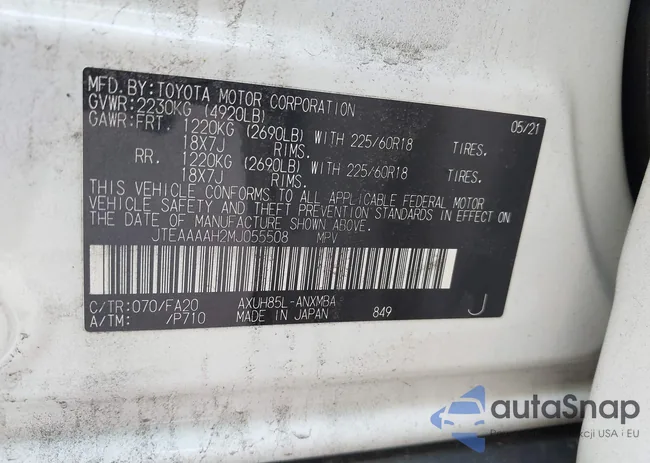 MFD. BY: TOYOTA MOTOR CORPORATION 05/21
GVWR: 2230KG (4920LB)
GAWR: FRT. 1220KG (2690LB) WITH 225/60R18 TIRES.
18X7J RIMS.
RR. 1220KG (2690LB) WITH 225/60R18 TIRES.
18X7J RIMS.
THIS VEHICLE CONFORMS TO ALL APPLICABLE FEDERAL MOTOR
VEHICLE SAFETY AND THEFT PREVENTION STANDARDS IN EFFECT ON
THE DATE OF MANUFACTURE SHOWN ABOVE.
JTEAAAAH2MJ055508 MPV
C/TR: 070/FA20 AXUH85L-ANXMBA
A/TM: /P710 MADE IN JAPAN 849 J
autaSnap
kcji USA i EU